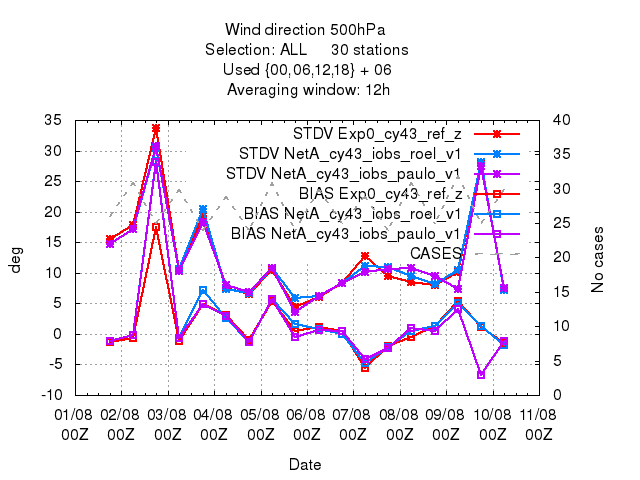 Wind direction 500hPa
Selection: ALL 30 stations
Used {00,06,12,18} + 06
Averaging window: 12h
35 40
30 35
25 30
20 25
15 20
10 15
5 10
0 5
-5 0
-10
STDV Exp0_cy43_ref_z
STDV NetA_cy43_iobs_roel_v1
STDV NetA_cy43_iobs_paulo_v1
BIAS Exp0_cy43_ref_z
BIAS NetA_cy43_iobs_roel_v1
BIAS NetA_cy43_iobs_paulo_v1
CASES
deg
No cases
01/08 02/08 03/08 04/08 05/08 06/08 07/08 08/08 09/08 10/08 11/08
00Z 00Z 00Z 00Z 00Z 00Z 00Z 00Z 00Z 00Z 00Z
Date